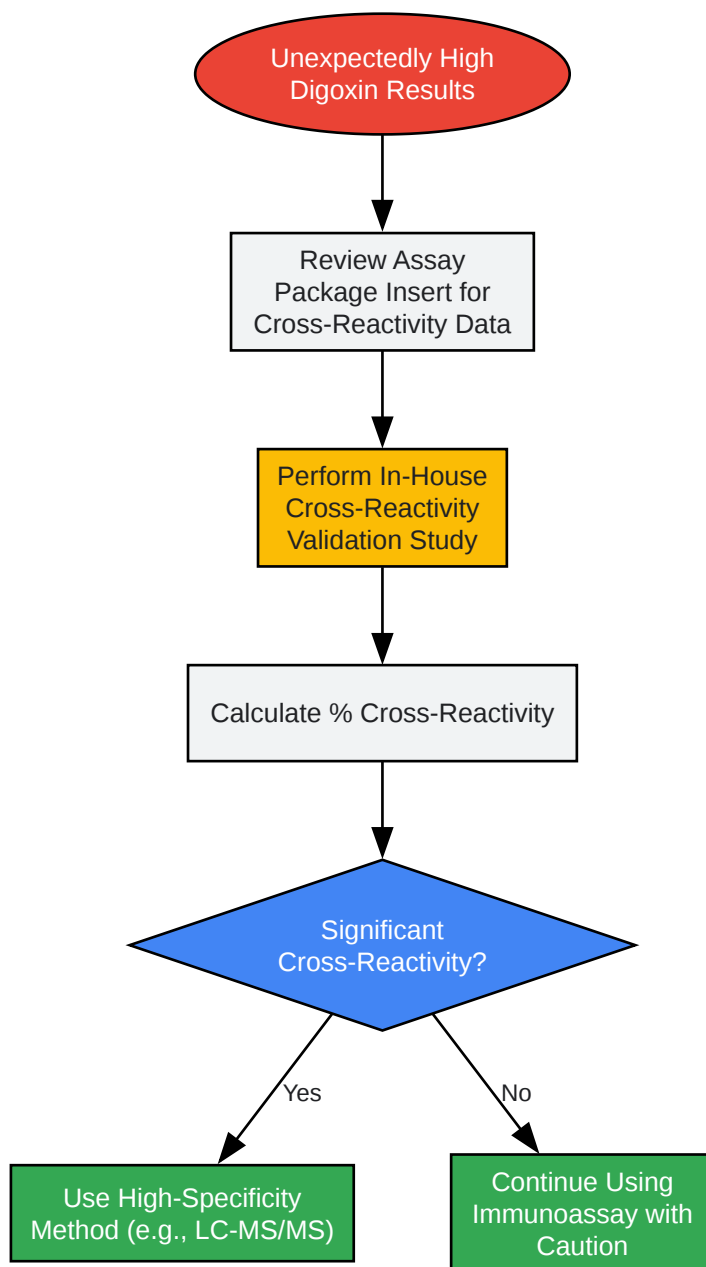 Unexpectedly High
Digoxin Results
Review Assay
Package Insert for
Cross-Reactivity Data
Perform In-House
Cross-Reactivity
Validation Study
Calculate % Cross-Reactivity
Significant
Cross-Reactivity?
Yes
No
Use High-Specificity
Method (e.g., LC-MS/MS)
Continue Using
Immunoassay with
Caution